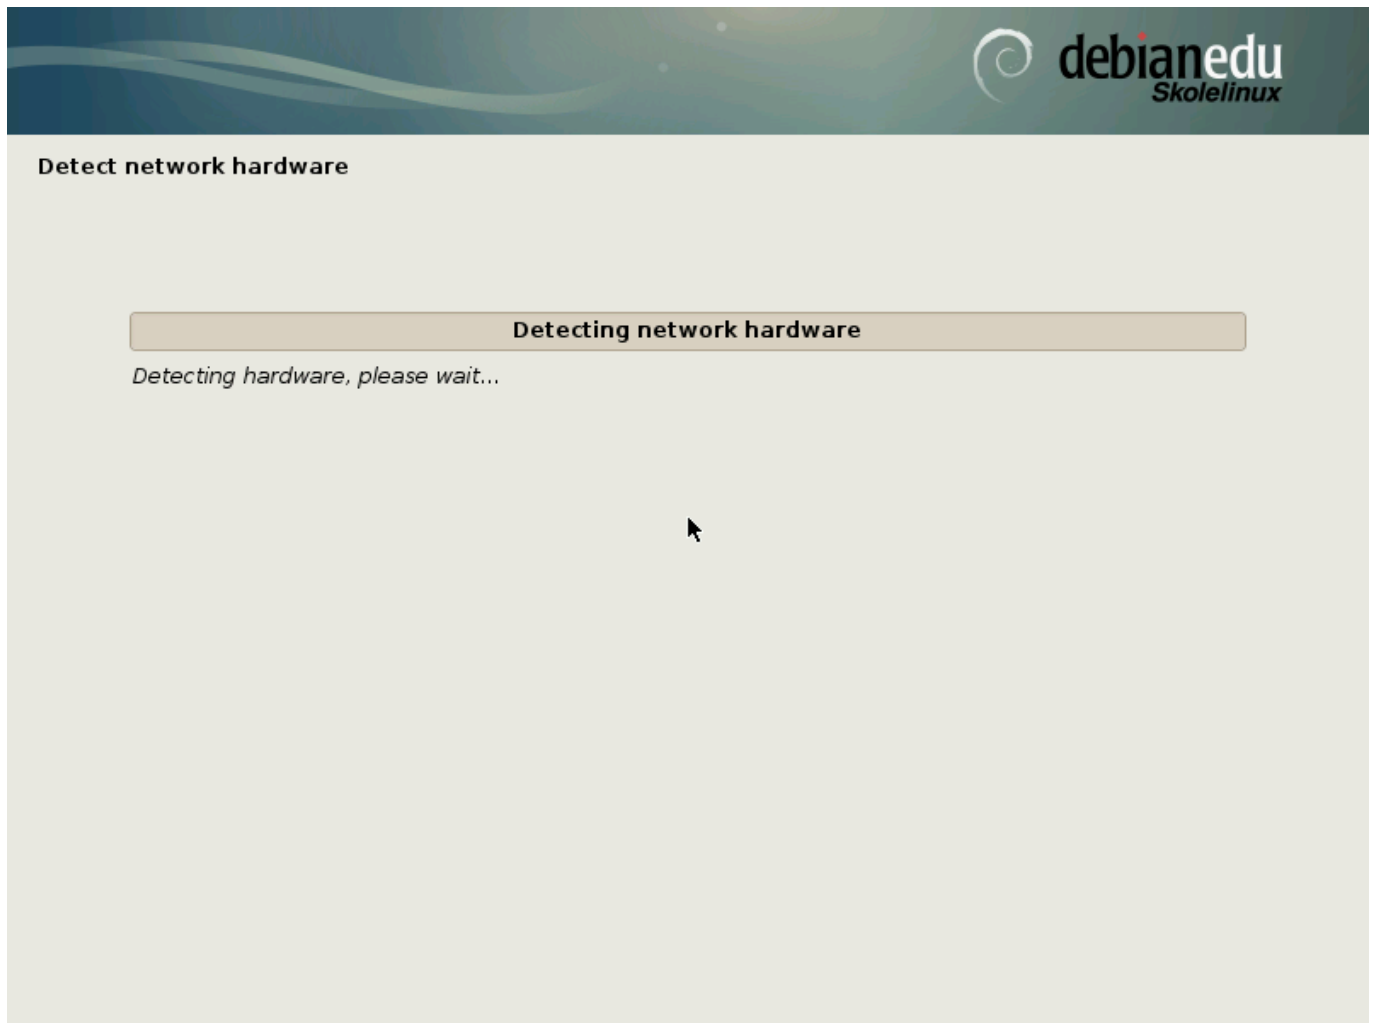 debianedu
Skolelinux
Detect network hardware
Detecting network hardware
Detecting hardware, please wait...